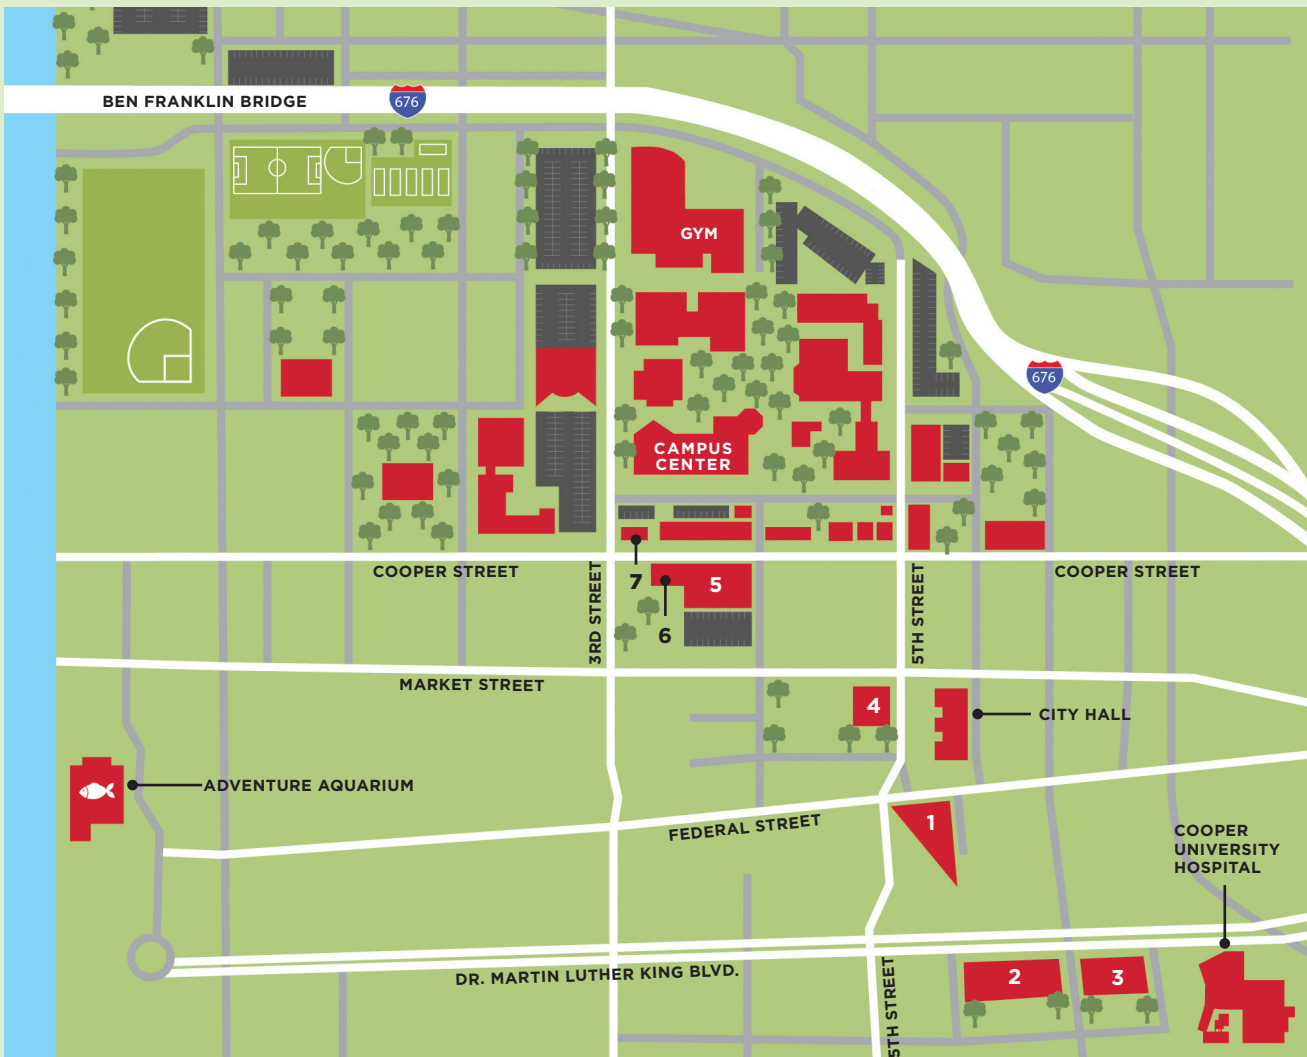 BEN FRANKLIN BRIDGE
676
GYM
676
CAMPUS
CENTER
COOPER STREET
3RD STREET
7
6
5
5TH STREET
COOPER STREET
MARKET STREET
4
CITY HALL
ADVENTURE AQUARIUM
FEDERAL STREET
1
COOPER
UNIVERSITY
HOSPITAL
DR. MARTIN LUTHER KING BLVD.
5TH STREET
2
3